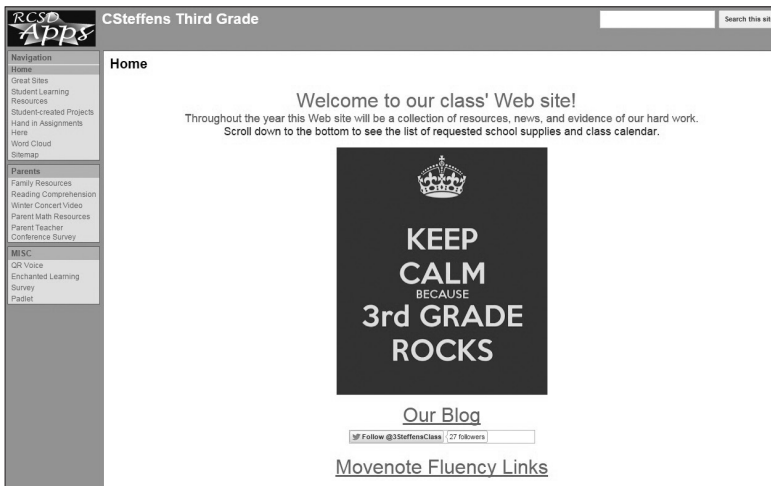 RCSD
Apps
CSteffens Third Grade
Search this sit
Navigation
Home
Great Sites
Student Learning
Resources
Student-created Projects
Hand in Assignments
Here
Word Cloud
Sitemap
Parents
Family Resources
Reading Comprehension
Winter Concert Video
Parent Math Resources
Parent Teacher
Conference Survey
MISC
QR Voice
Enchanted Learning
Survey
Padlet
Home
Welcome to our class' Web site!
Throughout the year this Web site will be a collection of resources, news, and evidence of our hard work.
Scroll down to the bottom to see the list of requested school supplies and class calendar.
KEEP
CALM
BECAUSE
3rd GRADE
ROCKS
Our Blog
Follow @3SteffensClass 27 followers
Movenote Fluency Links